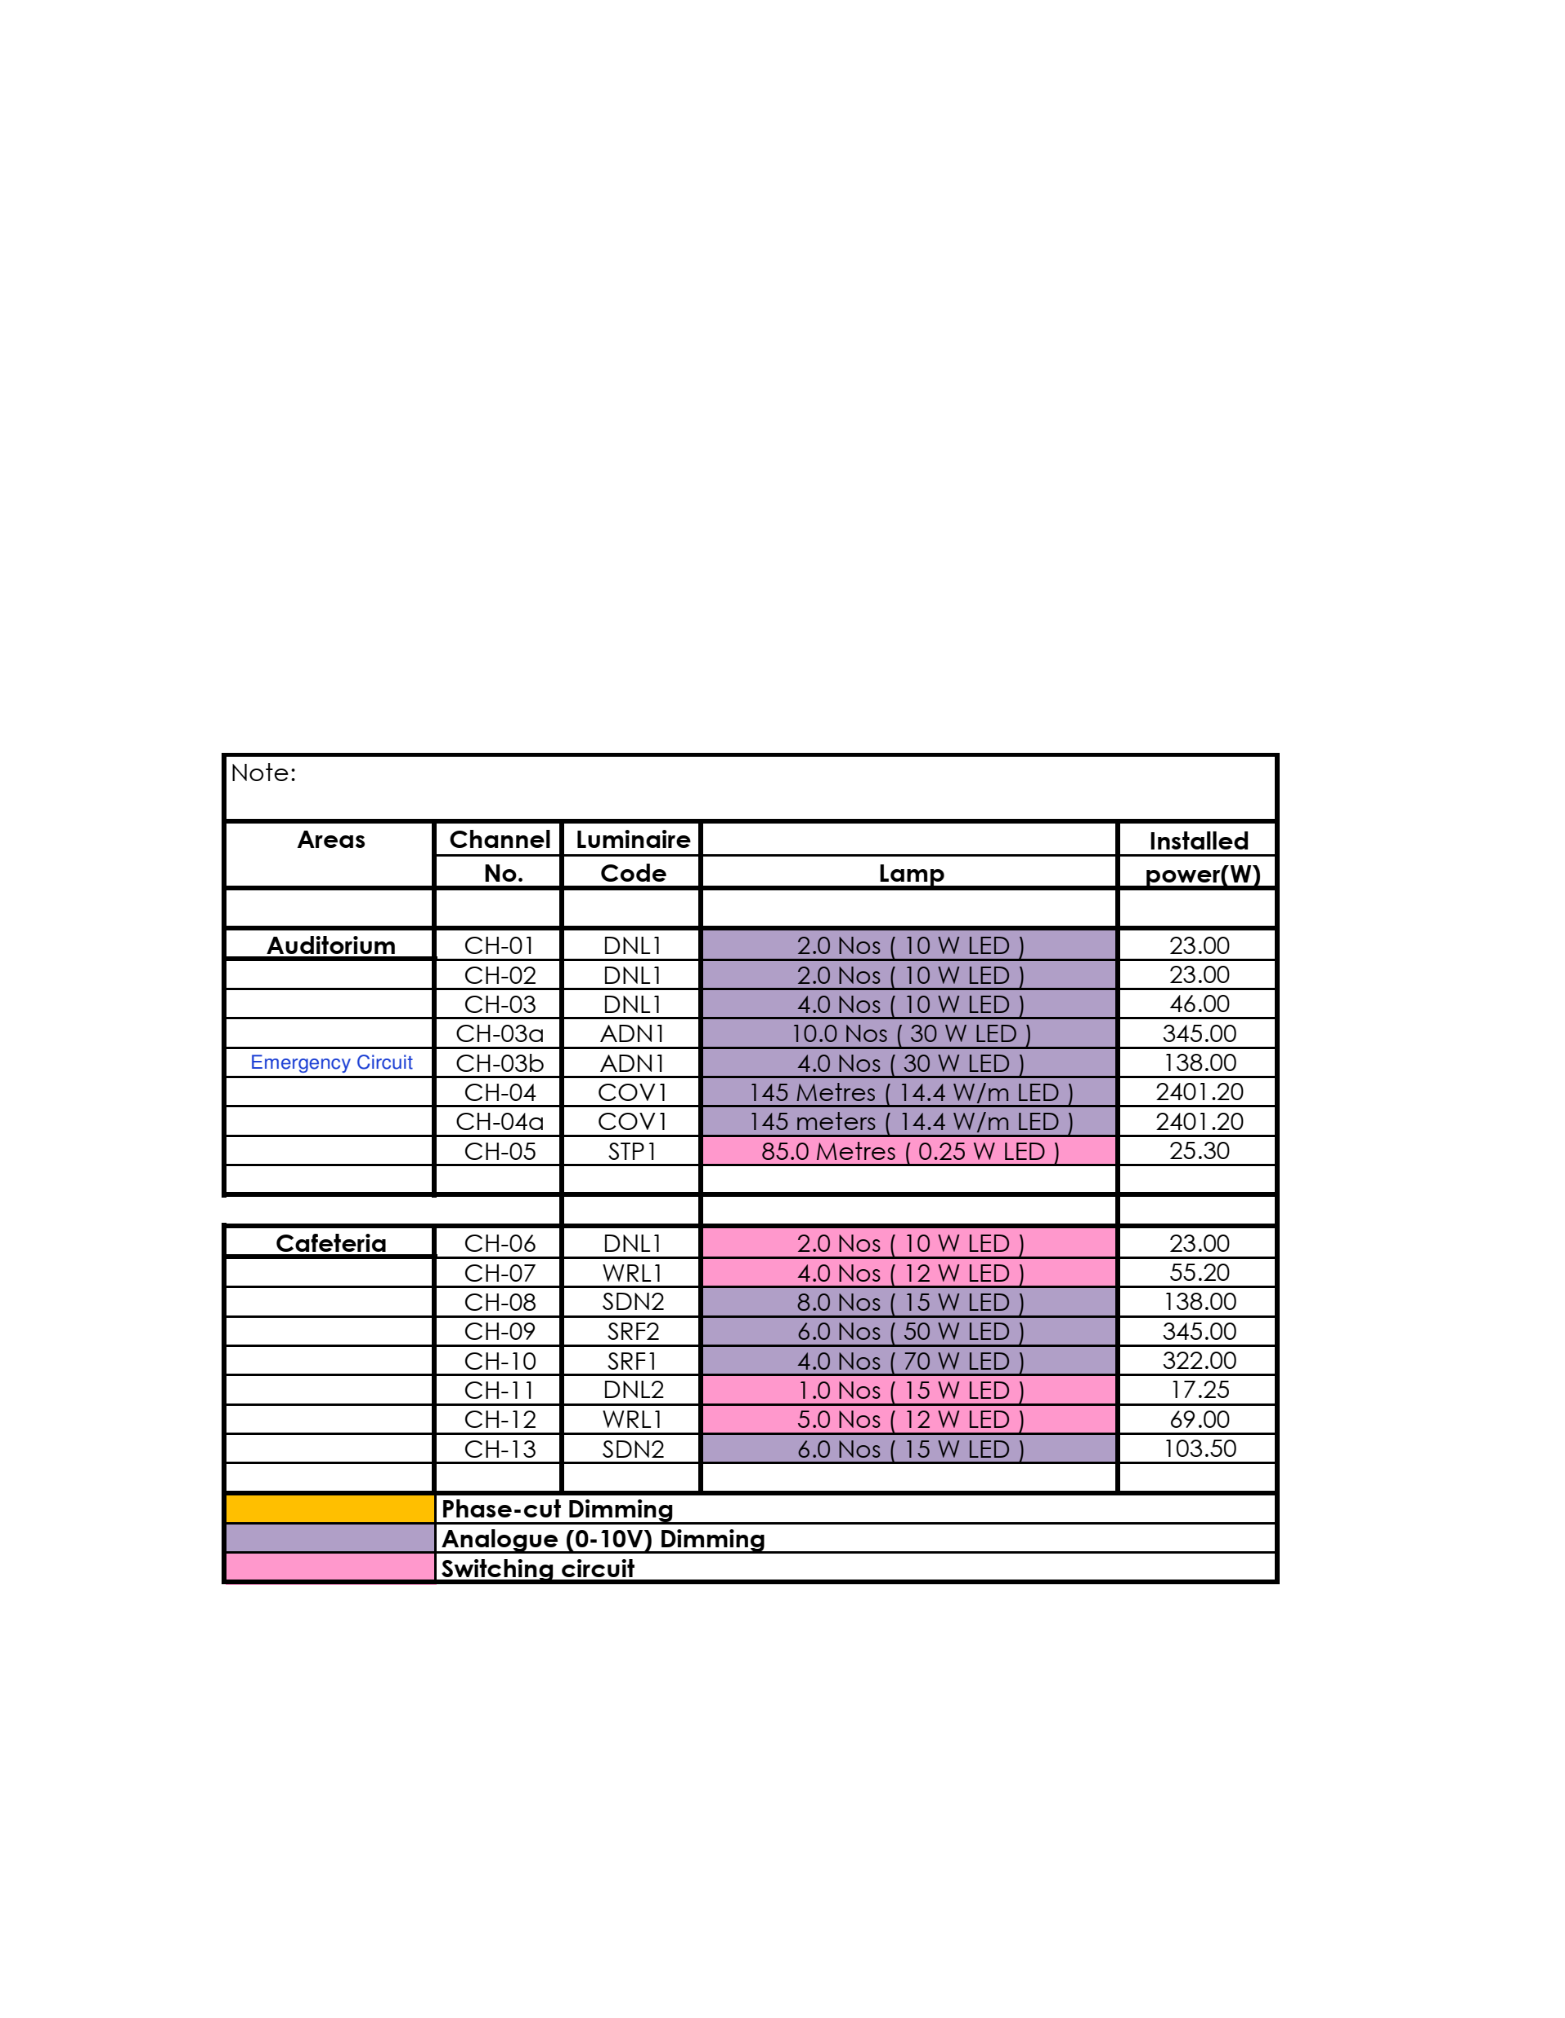 Note:
Areas Channel Luminaire Installed
No. Code Lamp power(W)
Auditorium CH-01 DNL1 2.0 Nos ( 10 W LED ) 23.00
CH-02 DNL1 2.0 Nos ( 10 W LED ) 23.00
CH-03 DNL1 4.0 Nos ( 10 W LED ) 46.00
CH-03a ADN1 10.0 Nos ( 30 W LED ) 345.00
Emergency Circuit CH-03b ADN1 4.0 Nos ( 30 W LED ) 138.00
CH-04 COV1 145 Metres ( 14.4 W/m LED ) 2401.20
CH-04a COV1 145 meters ( 14.4 W/m LED ) 2401.20
CH-05 STP1 85.0 Metres ( 0.25 W LED ) 25.30
Cafeteria CH-06 DNL1 2.0 Nos ( 10 W LED ) 23.00
CH-07 WRL1 4.0 Nos ( 12 W LED ) 55.20
CH-08 SDN2 8.0 Nos ( 15 W LED ) 138.00
CH-09 SRF2 6.0 Nos ( 50 W LED ) 345.00
CH-10 SRF1 4.0 Nos ( 70 W LED ) 322.00
CH-11 DNL2 1.0 Nos ( 15 W LED ) 17.25
CH-12 WRL1 5.0 Nos ( 12 W LED ) 69.00
CH-13 SDN2 6.0 Nos ( 15 W LED ) 103.50
Phase-cut Dimming
Analogue (0-10V) Dimming
Switching circuit